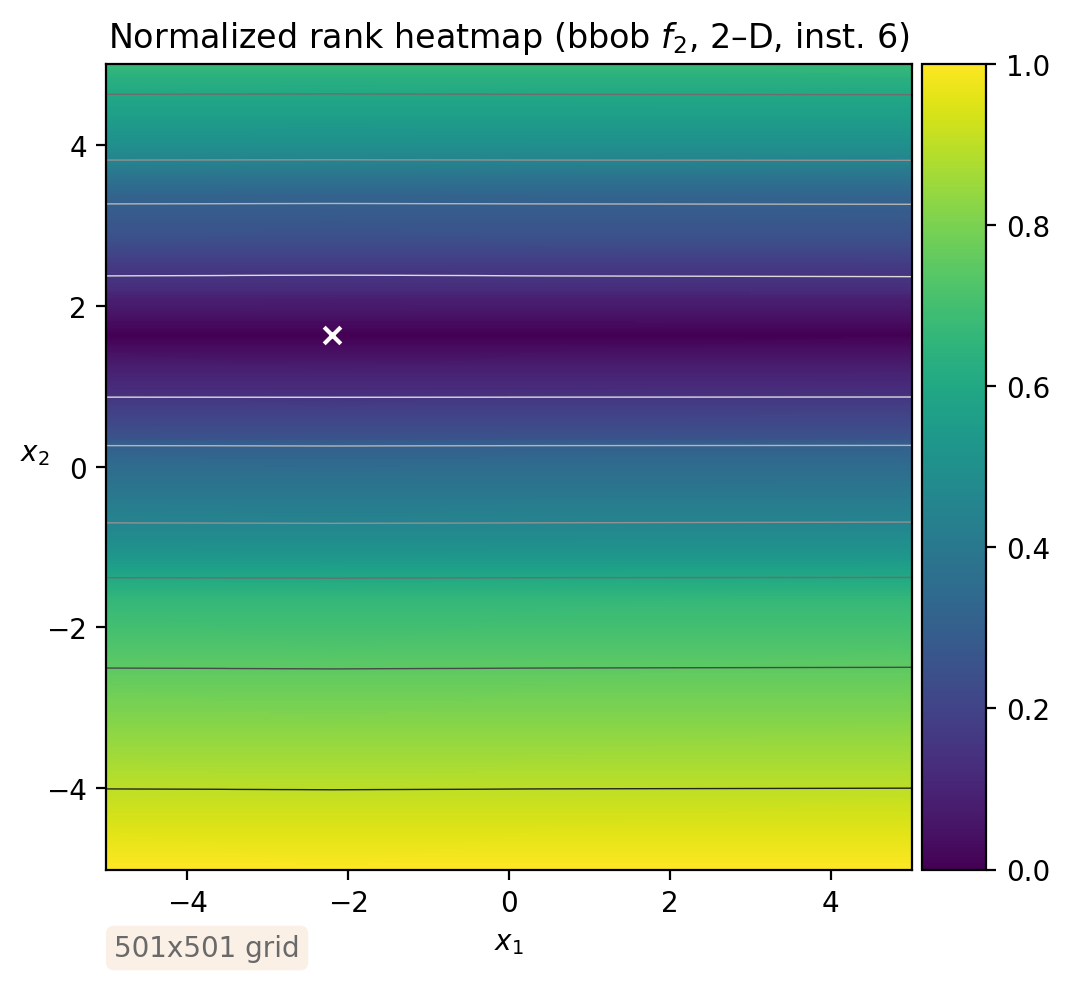 Normalized rank heatmap (bbob f₂, 2–D, inst. 6)
1.0
0.8
0.6
0.4
0.2
0.0
4
2
0
−2
−4
x₂
−4 −2 0 2 4
x₁
501x501 grid